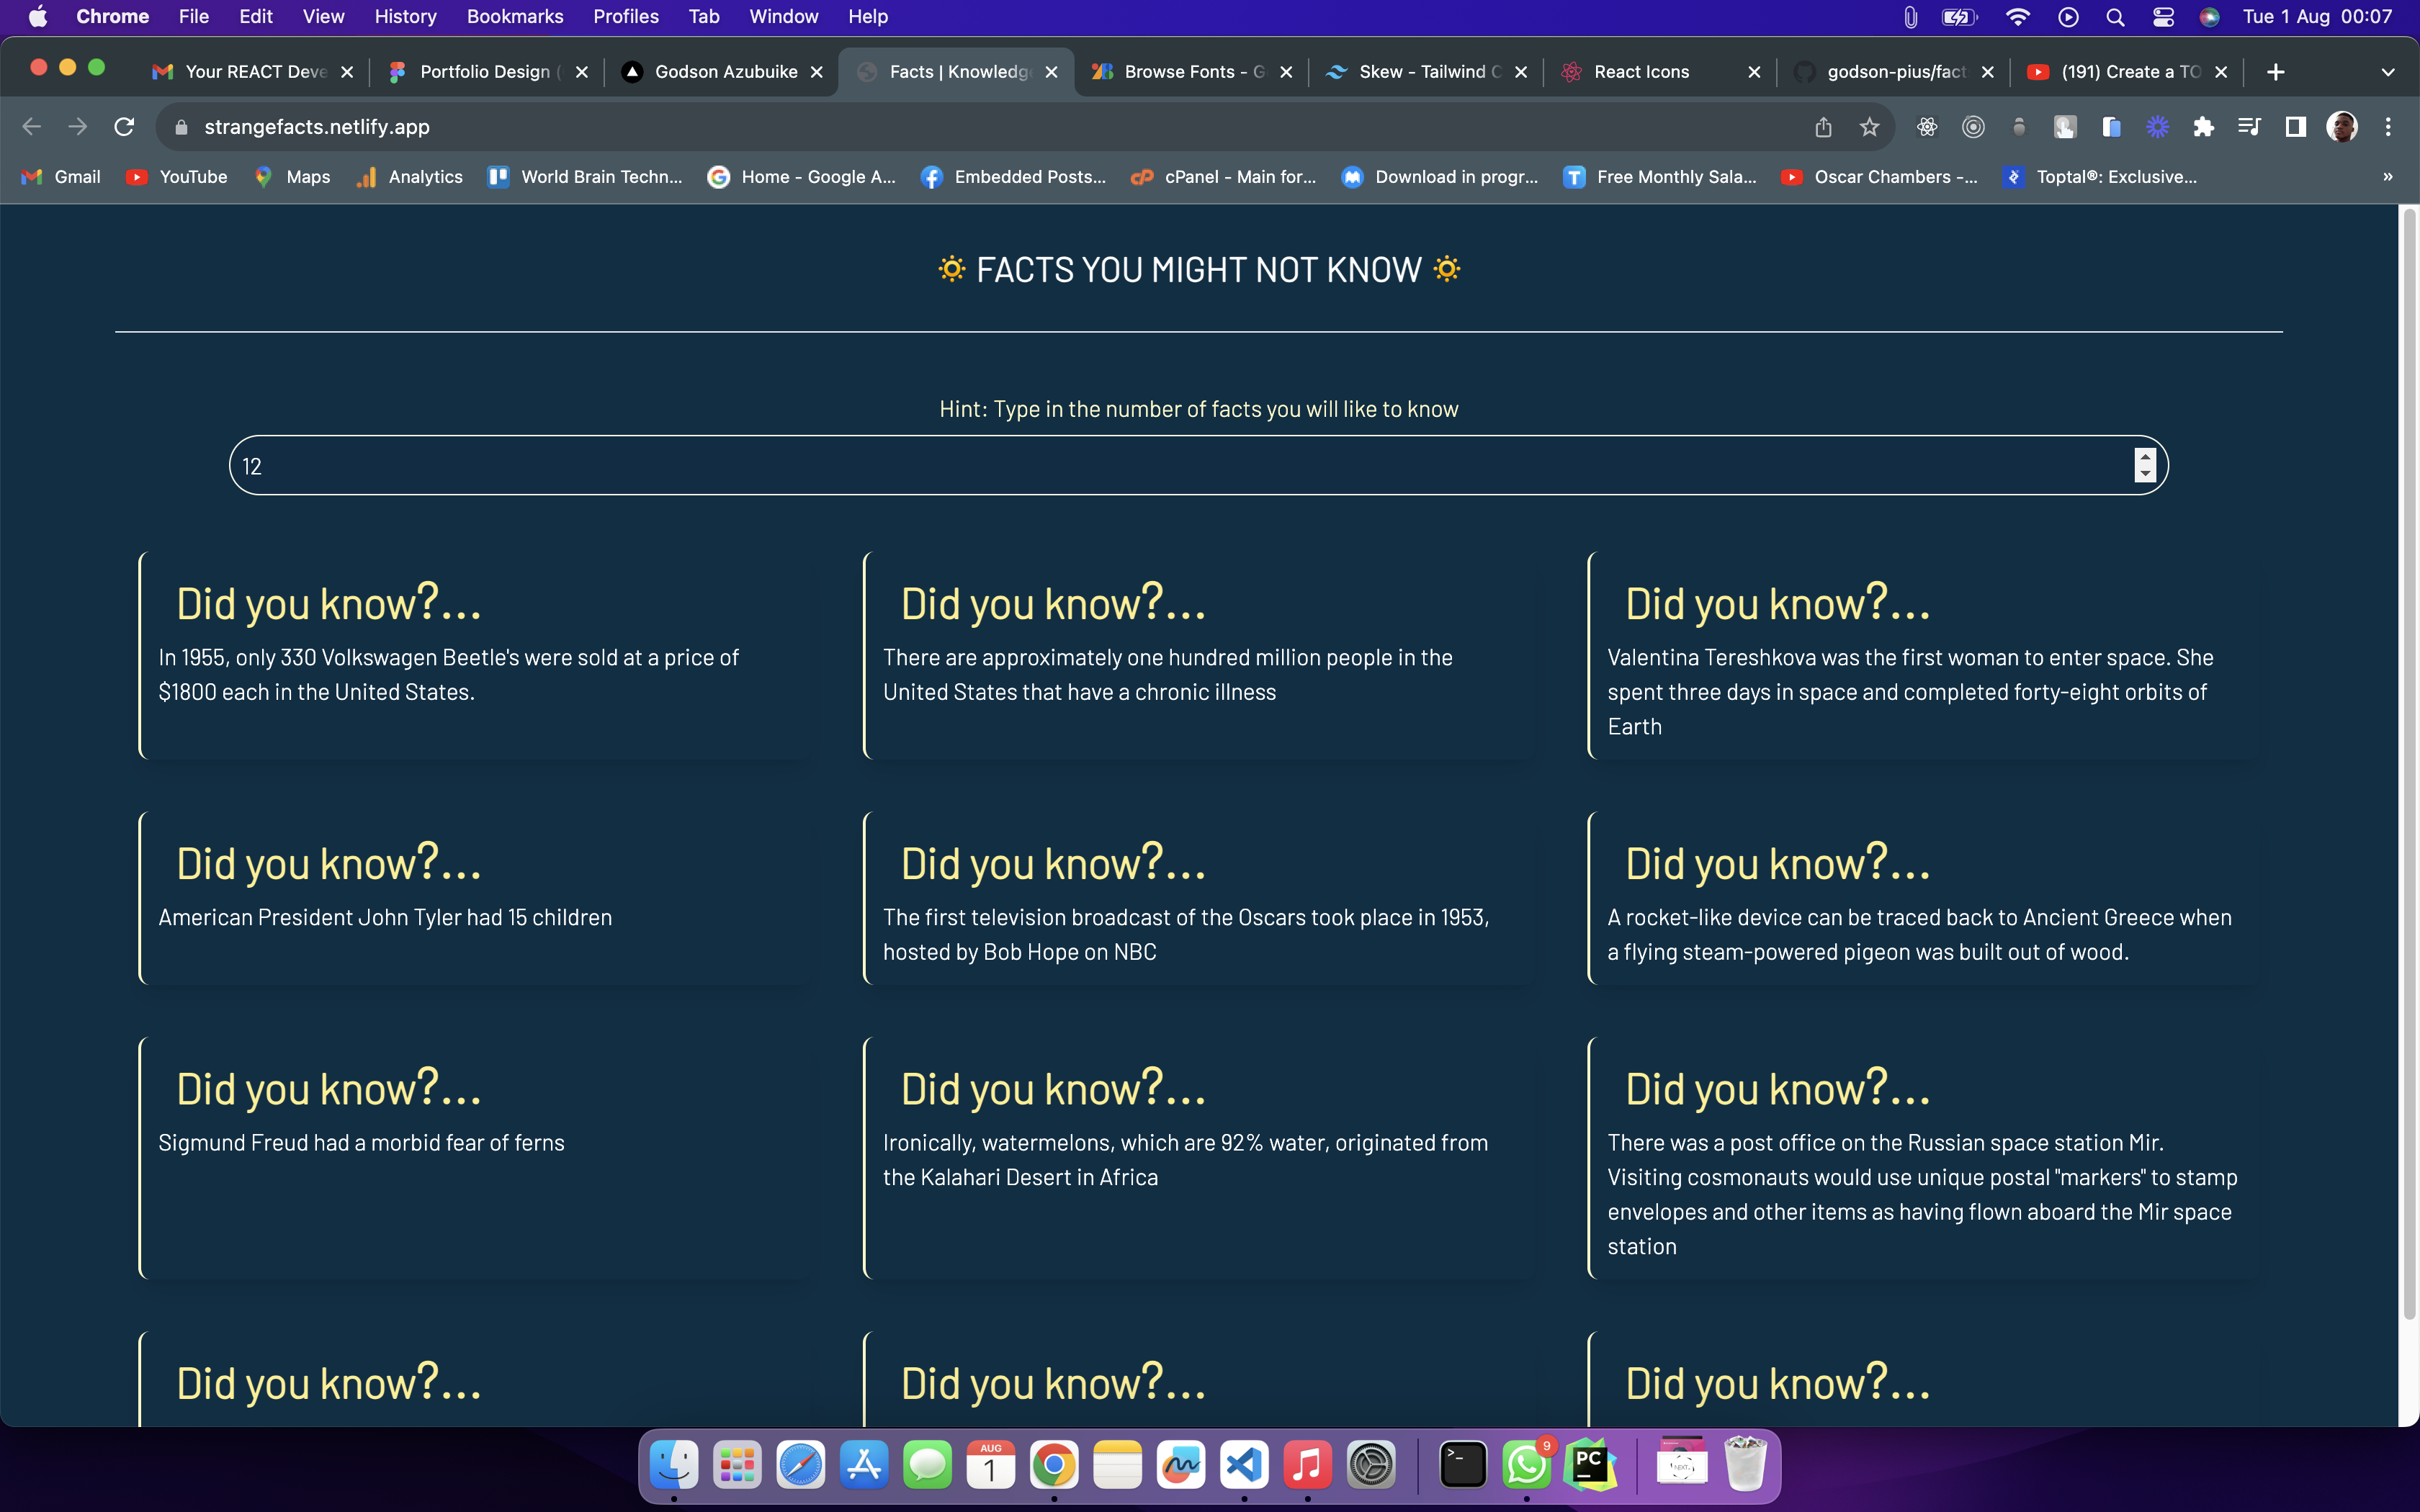 Chrome File Edit View History Bookmarks Profiles Tab Window Help Tue 1 Aug 00:07
Your REACT Deve Portfolio Design ( Godson Azubuike Facts | Knowledg Browse Fonts - G Skew - Tailwind C React Icons godson-pius/fact (191) Create a TO
strangefacts.netlify.app
Gmail YouTube Maps Analytics World Brain Techn... Home - Google A... Embedded Posts... cPanel - Main for... Download in progr... Free Monthly Sala... Oscar Chambers -... Toptal®: Exclusive... »
FACTS YOU MIGHT NOT KNOW
Hint: Type in the number of facts you will like to know
12
Did you know?...
In 1955, only 330 Volkswagen Beetle's were sold at a price of
$1800 each in the United States.
Did you know?...
There are approximately one hundred million people in the
United States that have a chronic illness
Did you know?...
Valentina Tereshkova was the first woman to enter space. She
spent three days in space and completed forty-eight orbits of
Earth
Did you know?...
American President John Tyler had 15 children
Did you know?...
The first television broadcast of the Oscars took place in 1953,
hosted by Bob Hope on NBC
Did you know?...
A rocket-like device can be traced back to Ancient Greece when
a flying steam-powered pigeon was built out of wood.
Did you know?...
Sigmund Freud had a morbid fear of ferns
Did you know?...
Ironically, watermelons, which are 92% water, originated from
the Kalahari Desert in Africa
Did you know?...
There was a post office on the Russian space station Mir.
Visiting cosmonauts would use unique postal "markers" to stamp
envelopes and other items as having flown aboard the Mir space
station
Did you know?...
Did you know?...
Did you know?...
AUG
1
9
PC